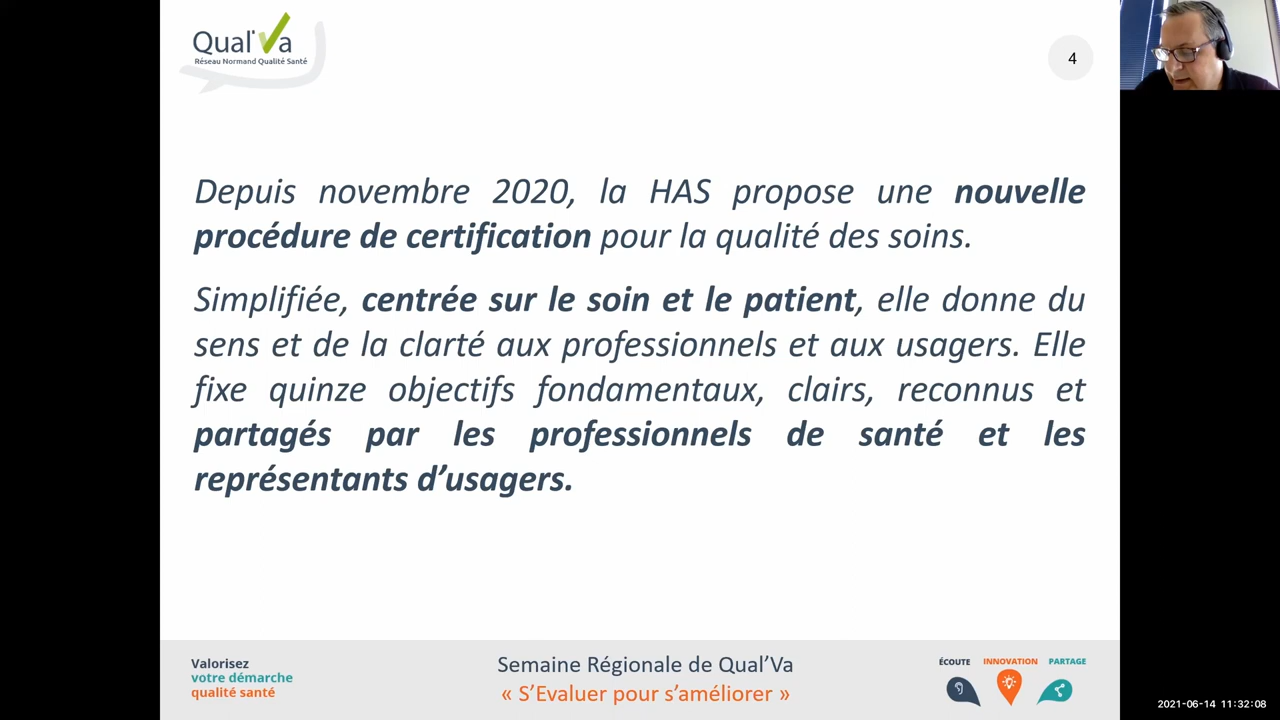 Qual'Va
Réseau Normand Qualité Santé
4
Depuis novembre 2020, la HAS propose une nouvelle
procédure de certification pour la qualité des soins.
Simplifiée, centrée sur le soin et le patient, elle donne du
sens et de la clarté aux professionnels et aux usagers. Elle
fixe quinze objectifs fondamentaux, clairs, reconnus et
partagés par les professionnels de santé et les
représentants d’usagers.
Valorisez
votre démarche
qualité santé
Semaine Régionale de Qual’Va
« S’Evaluer pour s’améliorer »
ÉCOUTE INNOVATION PARTAGE
2021-06-14 11:32:08